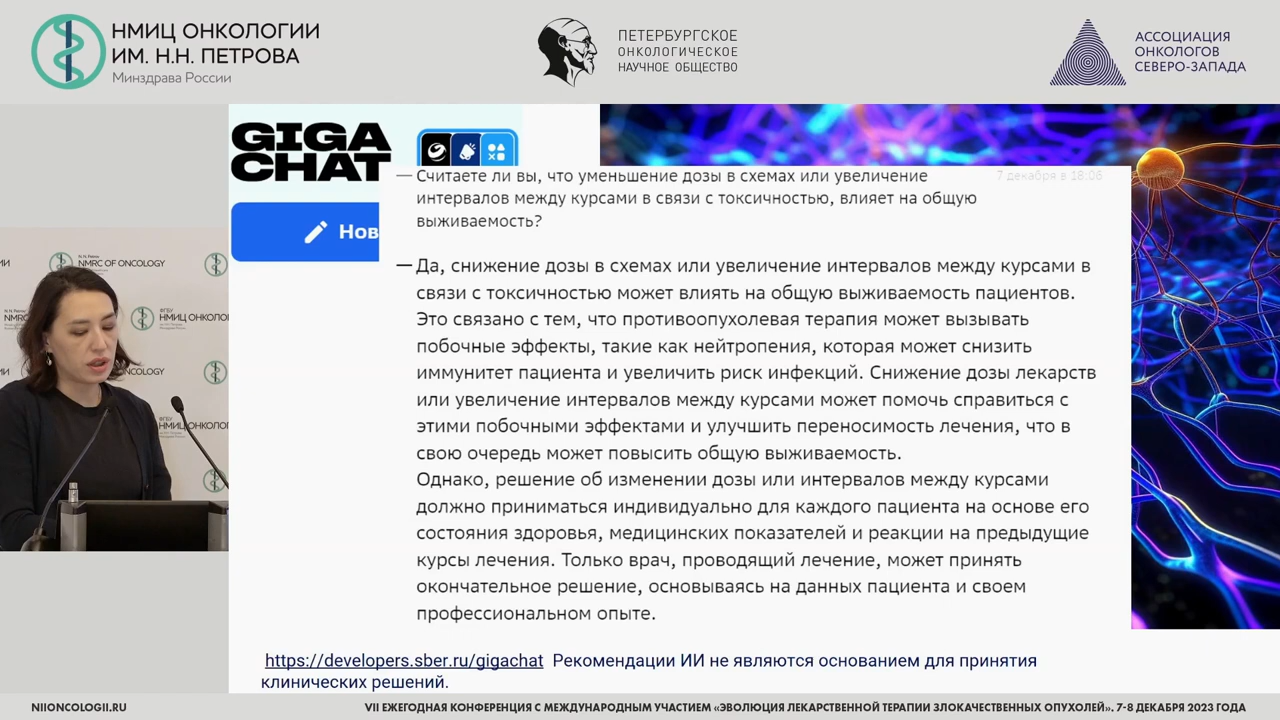 НМИЦ ОНКОЛОГИИ
ИМ. Н.Н. ПЕТРОВА
Минздрава России
ПЕТЕРБУРГСКОЕ
ОНКОЛОГИЧЕСКОЕ
НАУЧНОЕ ОБЩЕСТВО
АССОЦИАЦИЯ
ОНКОЛОГОВ
СЕВЕРО-ЗАПАДА
GIGA
CHAT
Нов
— Считаете ли вы, что уменьшение дозы в схемах или увеличение
интервалов между курсами в связи с токсичностью, влияет на общую
выживаемость?
7 декабря в 18:06
— Да, снижение дозы в схемах или увеличение интервалов между курсами в
связи с токсичностью может влиять на общую выживаемость пациентов.
Это связано с тем, что противоопухолевая терапия может вызывать
побочные эффекты, такие как нейтропения, которая может снизить
иммунитет пациента и увеличить риск инфекций. Снижение дозы лекарств
или увеличение интервалов между курсами может помочь справиться с
этими побочными эффектами и улучшить переносимость лечения, что в
свою очередь может повысить общую выживаемость.
Однако, решение об изменении дозы или интервалов между курсами
должно приниматься индивидуально для каждого пациента на основе его
состояния здоровья, медицинских показателей и реакции на предыдущие
курсы лечения. Только врач, проводящий лечение, может принять
окончательное решение, основываясь на данных пациента и своем
профессиональном опыте.
https://developers.sber.ru/gigachat Рекомендации ИИ не являются основанием для принятия
клинических решений.
NMRC OF ONCOLOGY
ФГБУ
НМИЦ ОНКОЛО
NIIONCOLOGII.RU
VII ЕЖЕГОДНАЯ КОНФЕРЕНЦИЯ С МЕЖДУНАРОДНЫМ УЧАСТИЕМ «ЭВОЛЮЦИЯ ЛЕКАРСТВЕННОЙ ТЕРАПИИ ЗЛОКАЧЕСТВЕННЫХ ОПУХОЛЕЙ». 7-8 ДЕКАБРЯ 2023 ГОДА